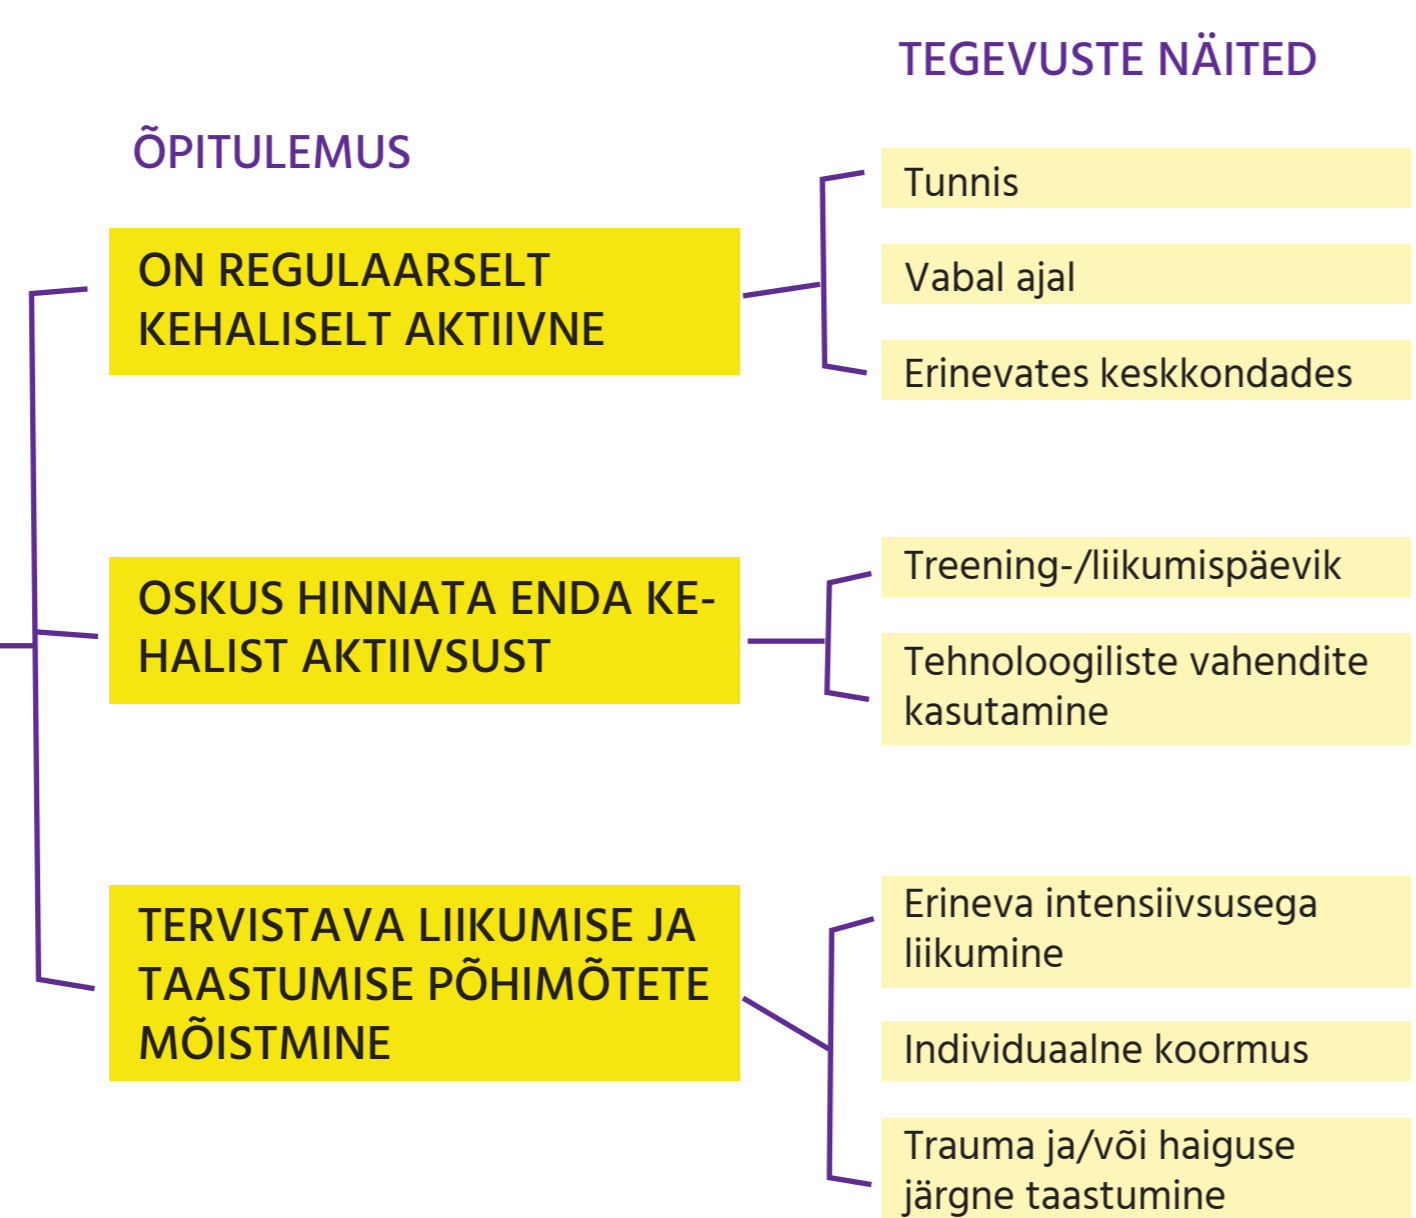 TEGEVUSTE NÄITED
ÕPITULEMUS
ON REGULAARSELT
KEHALISELT AKTIIVNE
Tunnis
Vabal ajal
Erinevates keskkondades
OSKUS HINNATA ENDA KE-
HALIST AKTIIVSUST
Treening-/liikumispäevik
Tehnoloogiliste vahendite
kasutamine
TERVISTAVA LIIKUMISE JA
TAASTUMISE PÕHIMÕTETE
MÕISTMINE
Erineva intensiivsusega
liikumine
Individuaalne koormus
Trauma ja/või haiguse
järgne taastumine